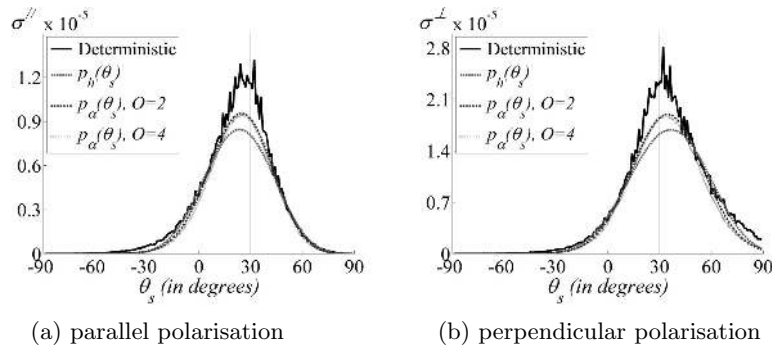 σ^// x 10^-5
Deterministic
p_h(θ_s)
p_α(θ_s), O=2
p_α(θ_s), O=4
1.2
0.9
0.6
0.3
0
-90 -60 -30 0 30 60 90
θ_s (in degrees)
(a) parallel polarisation
σ^⊥ x 10^-5
2.8
Deterministic
p_h(θ_s)
p_α(θ_s), O=2
p_α(θ_s), O=4
2.1
1.4
0.7
0
-90 -60 -30 0 30 60 90
θ_s (in degrees)
(b) perpendicular polarisation